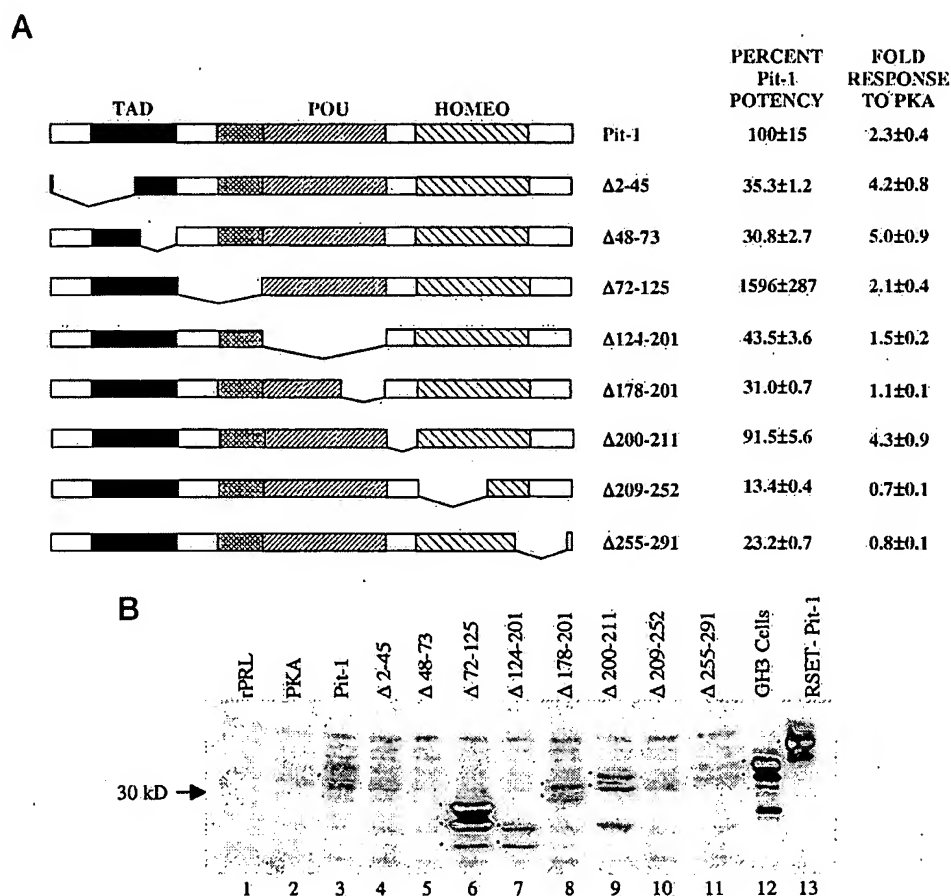 A
PERCENT Pit-1 POTENCY
FOLD RESPONSE TO PKA
TAD POU HOMEO
Pit-1 100±15 2.3±0.4
Δ2-45 35.3±1.2 4.2±0.8
Δ48-73 30.8±2.7 5.0±0.9
Δ72-125 1596±287 2.1±0.4
Δ124-201 43.5±3.6 1.5±0.2
Δ178-201 31.0±0.7 1.1±0.1
Δ200-211 91.5±5.6 4.3±0.9
Δ209-252 13.4±0.4 0.7±0.1
Δ255-291 23.2±0.7 0.8±0.1
B
rPRL
PKA
Pit-1
Δ 2-45
Δ 48-73
Δ 72-125
Δ 124-201
Δ 178-201
Δ 200-211
Δ 209-252
Δ 255-291
GH3 Cells
RSET - Pit-1
30 kD
1 2 3 4 5 6 7 8 9 10 11 12 13